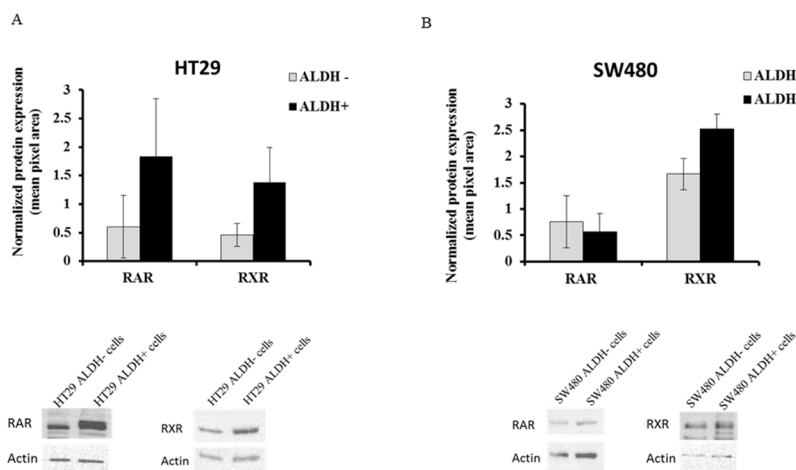 A
HT29
ALDH -
ALDH+
Normalized protein expression
(mean pixel area)
3
2.5
2
1.5
1
0.5
0
RAR
RXR
HT29 ALDH- cells
HT29 ALDH+ cells
RAR
Actin
HT29 ALDH- cells
HT29 ALDH+ cells
RXR
Actin
B
SW480
ALDH
ALDH
Normalized protein expression
(mean pixel area)
3
2.5
2
1.5
1
0.5
0
RAR
RXR
SW480 ALDH- cells
SW480 ALDH+ cells
RAR
Actin
SW480 ALDH- cells
SW480 ALDH+ cells
RXR
Actin